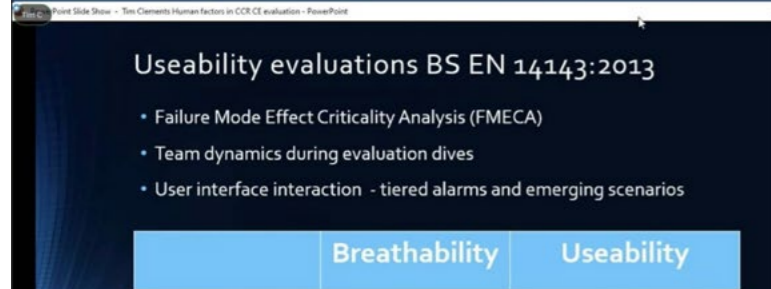 Point Slide Show - Tim Clements Human factors in CCR CE evaluation - PowerPoint
Tim C
Useability evaluations BS EN 14143:2013
• Failure Mode Effect Criticality Analysis (FMECA)
• Team dynamics during evaluation dives
• User interface interaction - tiered alarms and emerging scenarios
Breathability Useability